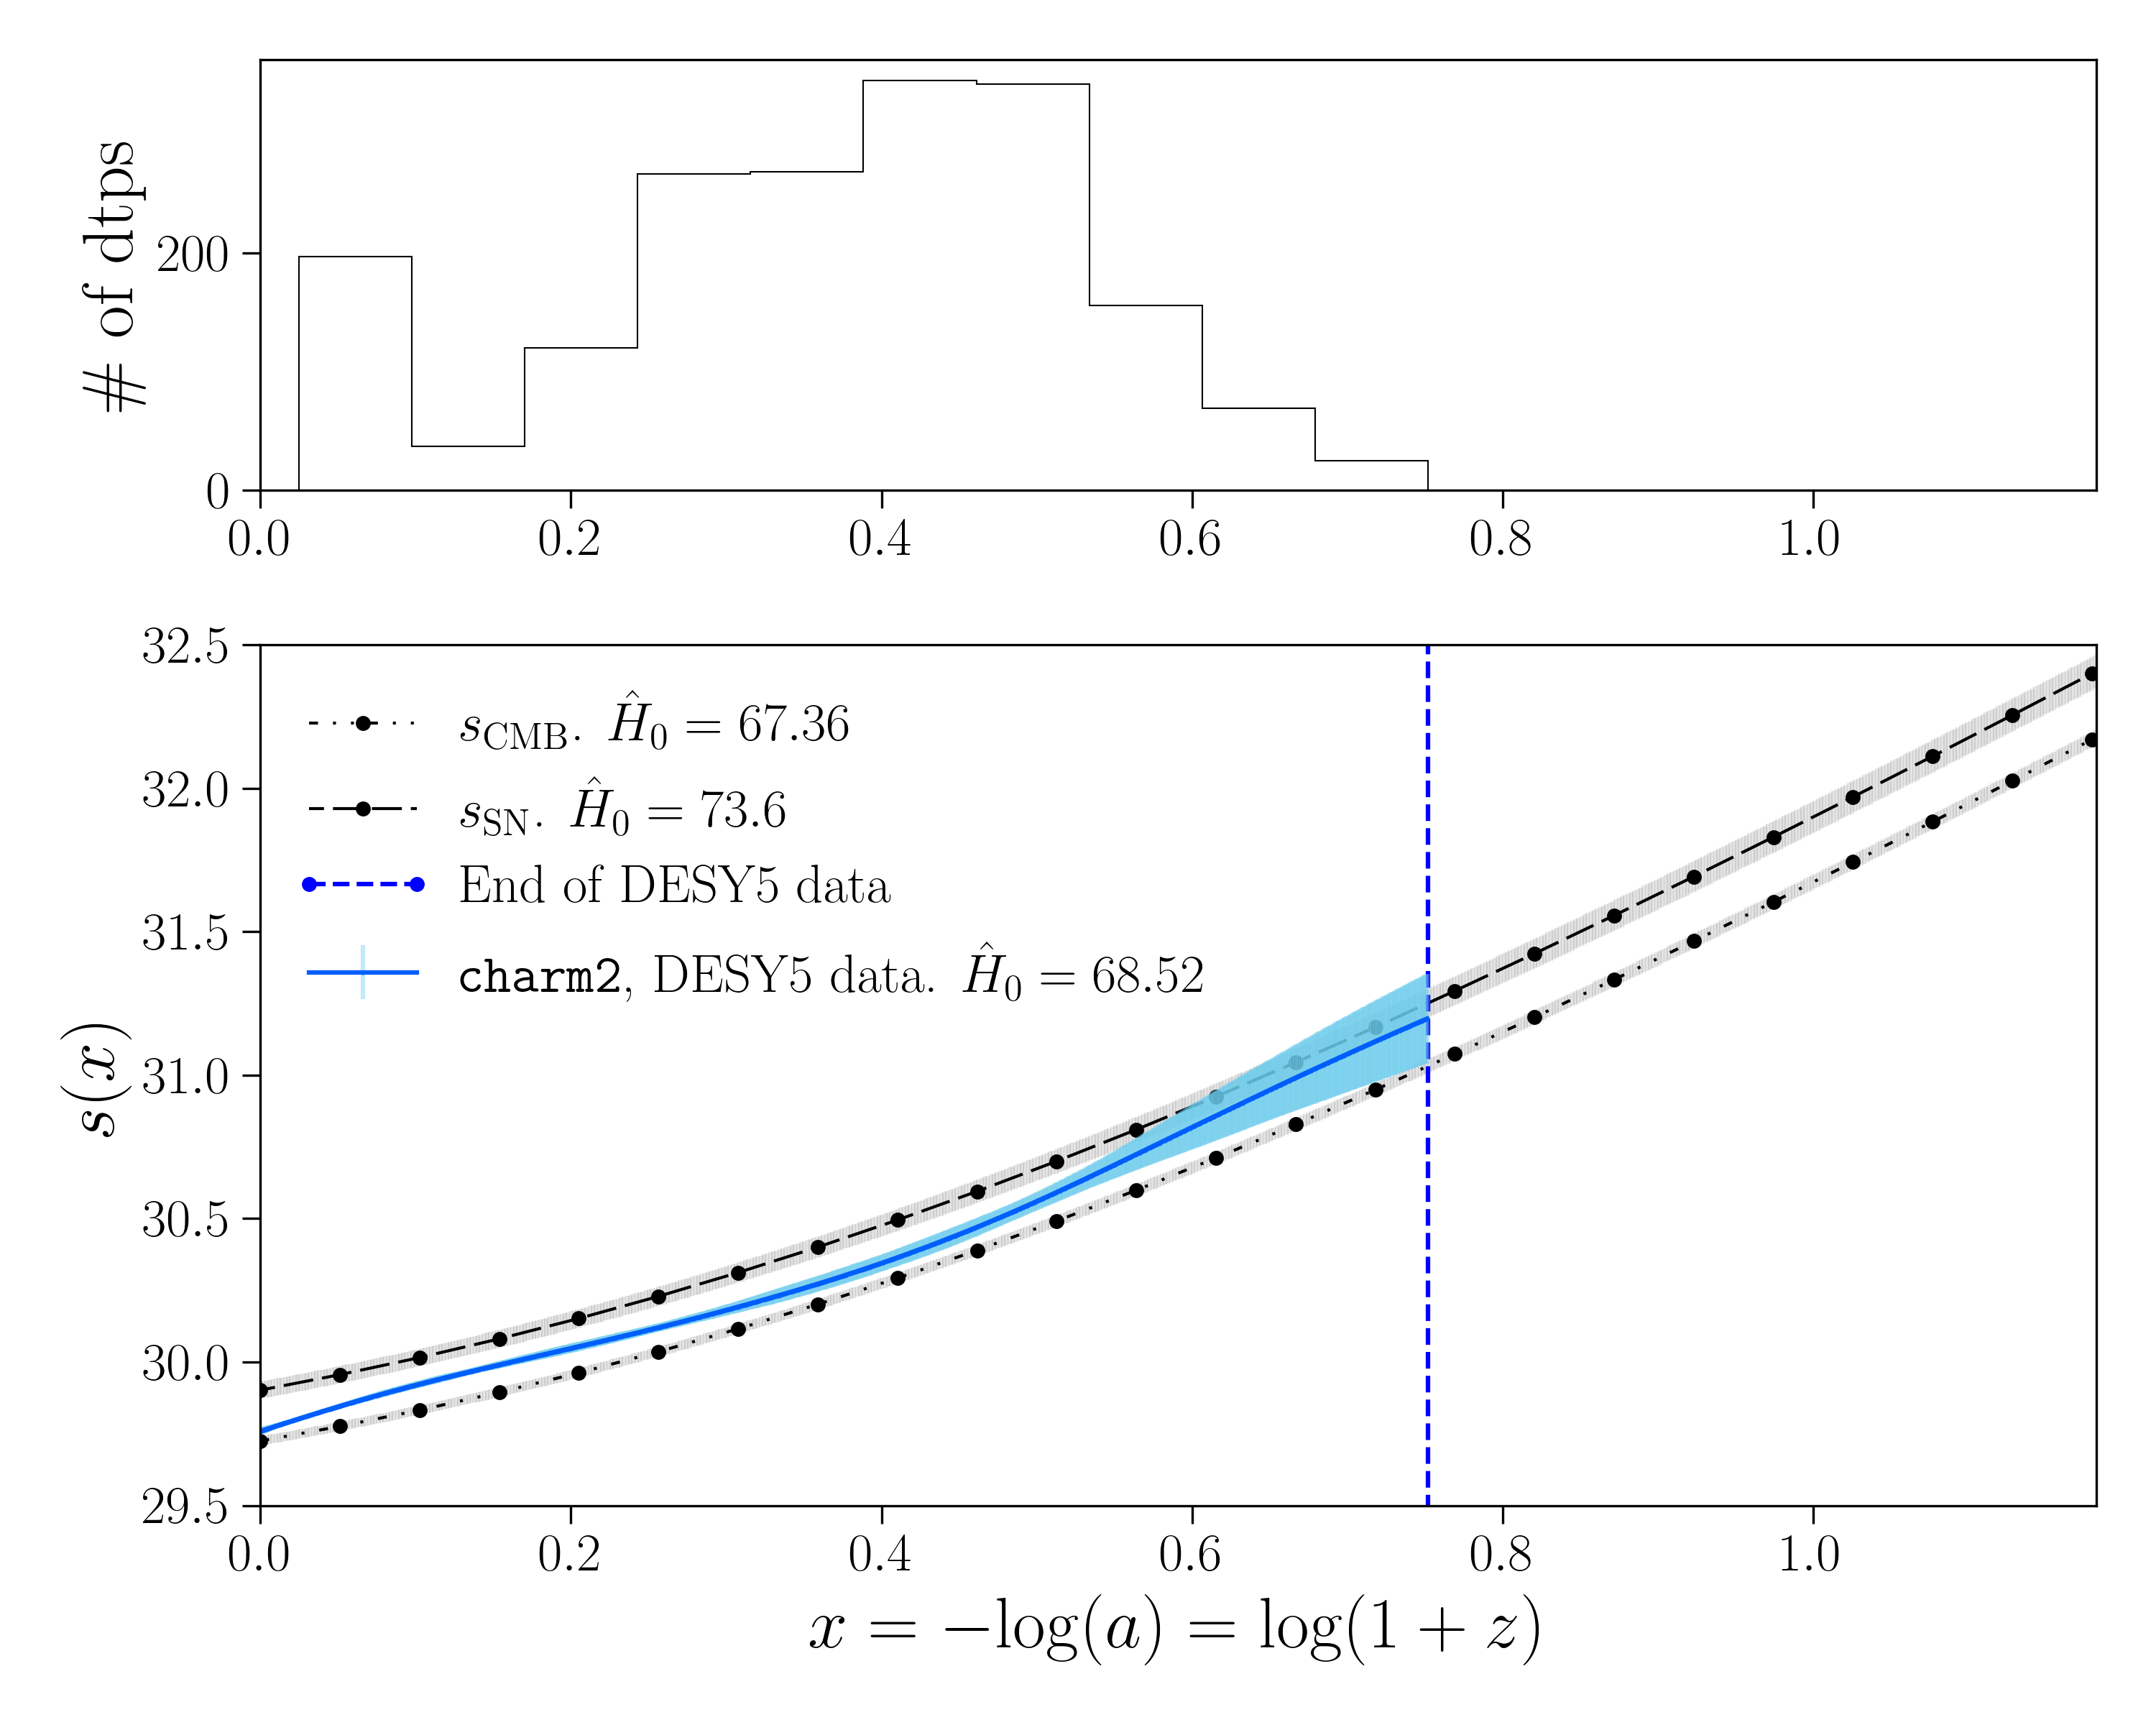 # of dtps
200
0
0.0 0.2 0.4 0.6 0.8 1.0
s(x)
32.5
32.0
31.5
31.0
30.5
30.0
29.5
s_CMB. Ĥ_0 = 67.36
s_SN. Ĥ_0 = 73.6
End of DESY5 data
charm2, DESY5 data. Ĥ_0 = 68.52
0.0 0.2 0.4 0.6 0.8 1.0
x = −log(a) = log(1 + z)